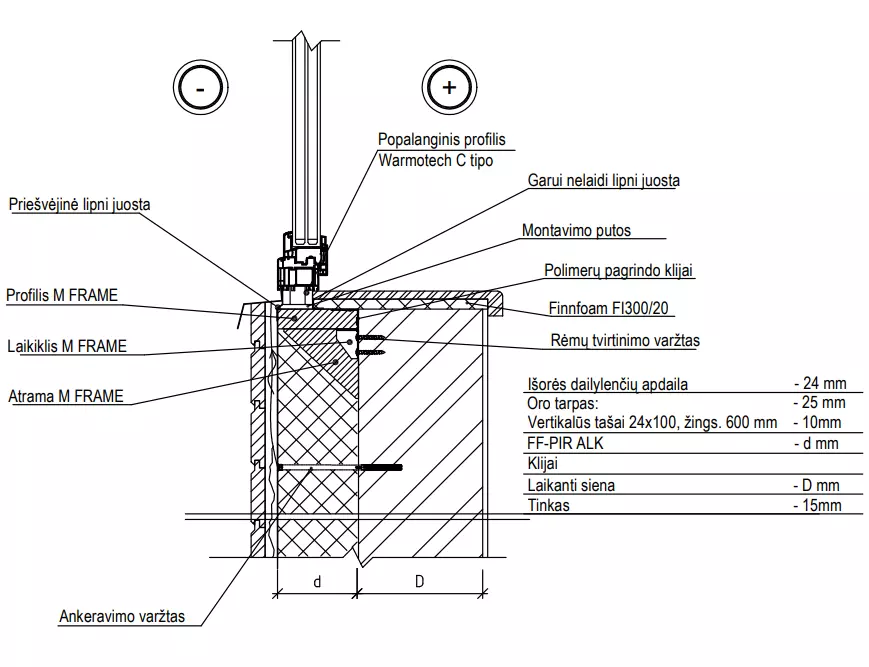 -
+
Popalanginis profilis
Warmotech C tipo
Garui nelaidi lipni juosta
Priešvėjinė lipni juosta
Montavimo putos
Polimerų pagrindo klijai
Profilis M FRAME
Finnfoam FI300/20
Laikiklis M FRAME
Rėmų tvirtinimo varžtas
Atrama M FRAME
Išorės dailylenčių apdaila - 24 mm
Oro tarpas: - 25 mm
Vertikalūs tašai 24x100, žings. 600 mm - 10mm
FF-PIR ALK - d mm
Klijai
Laikanti siena - D mm
Tinkas - 15mm
d
D
Ankeravimo varžtas